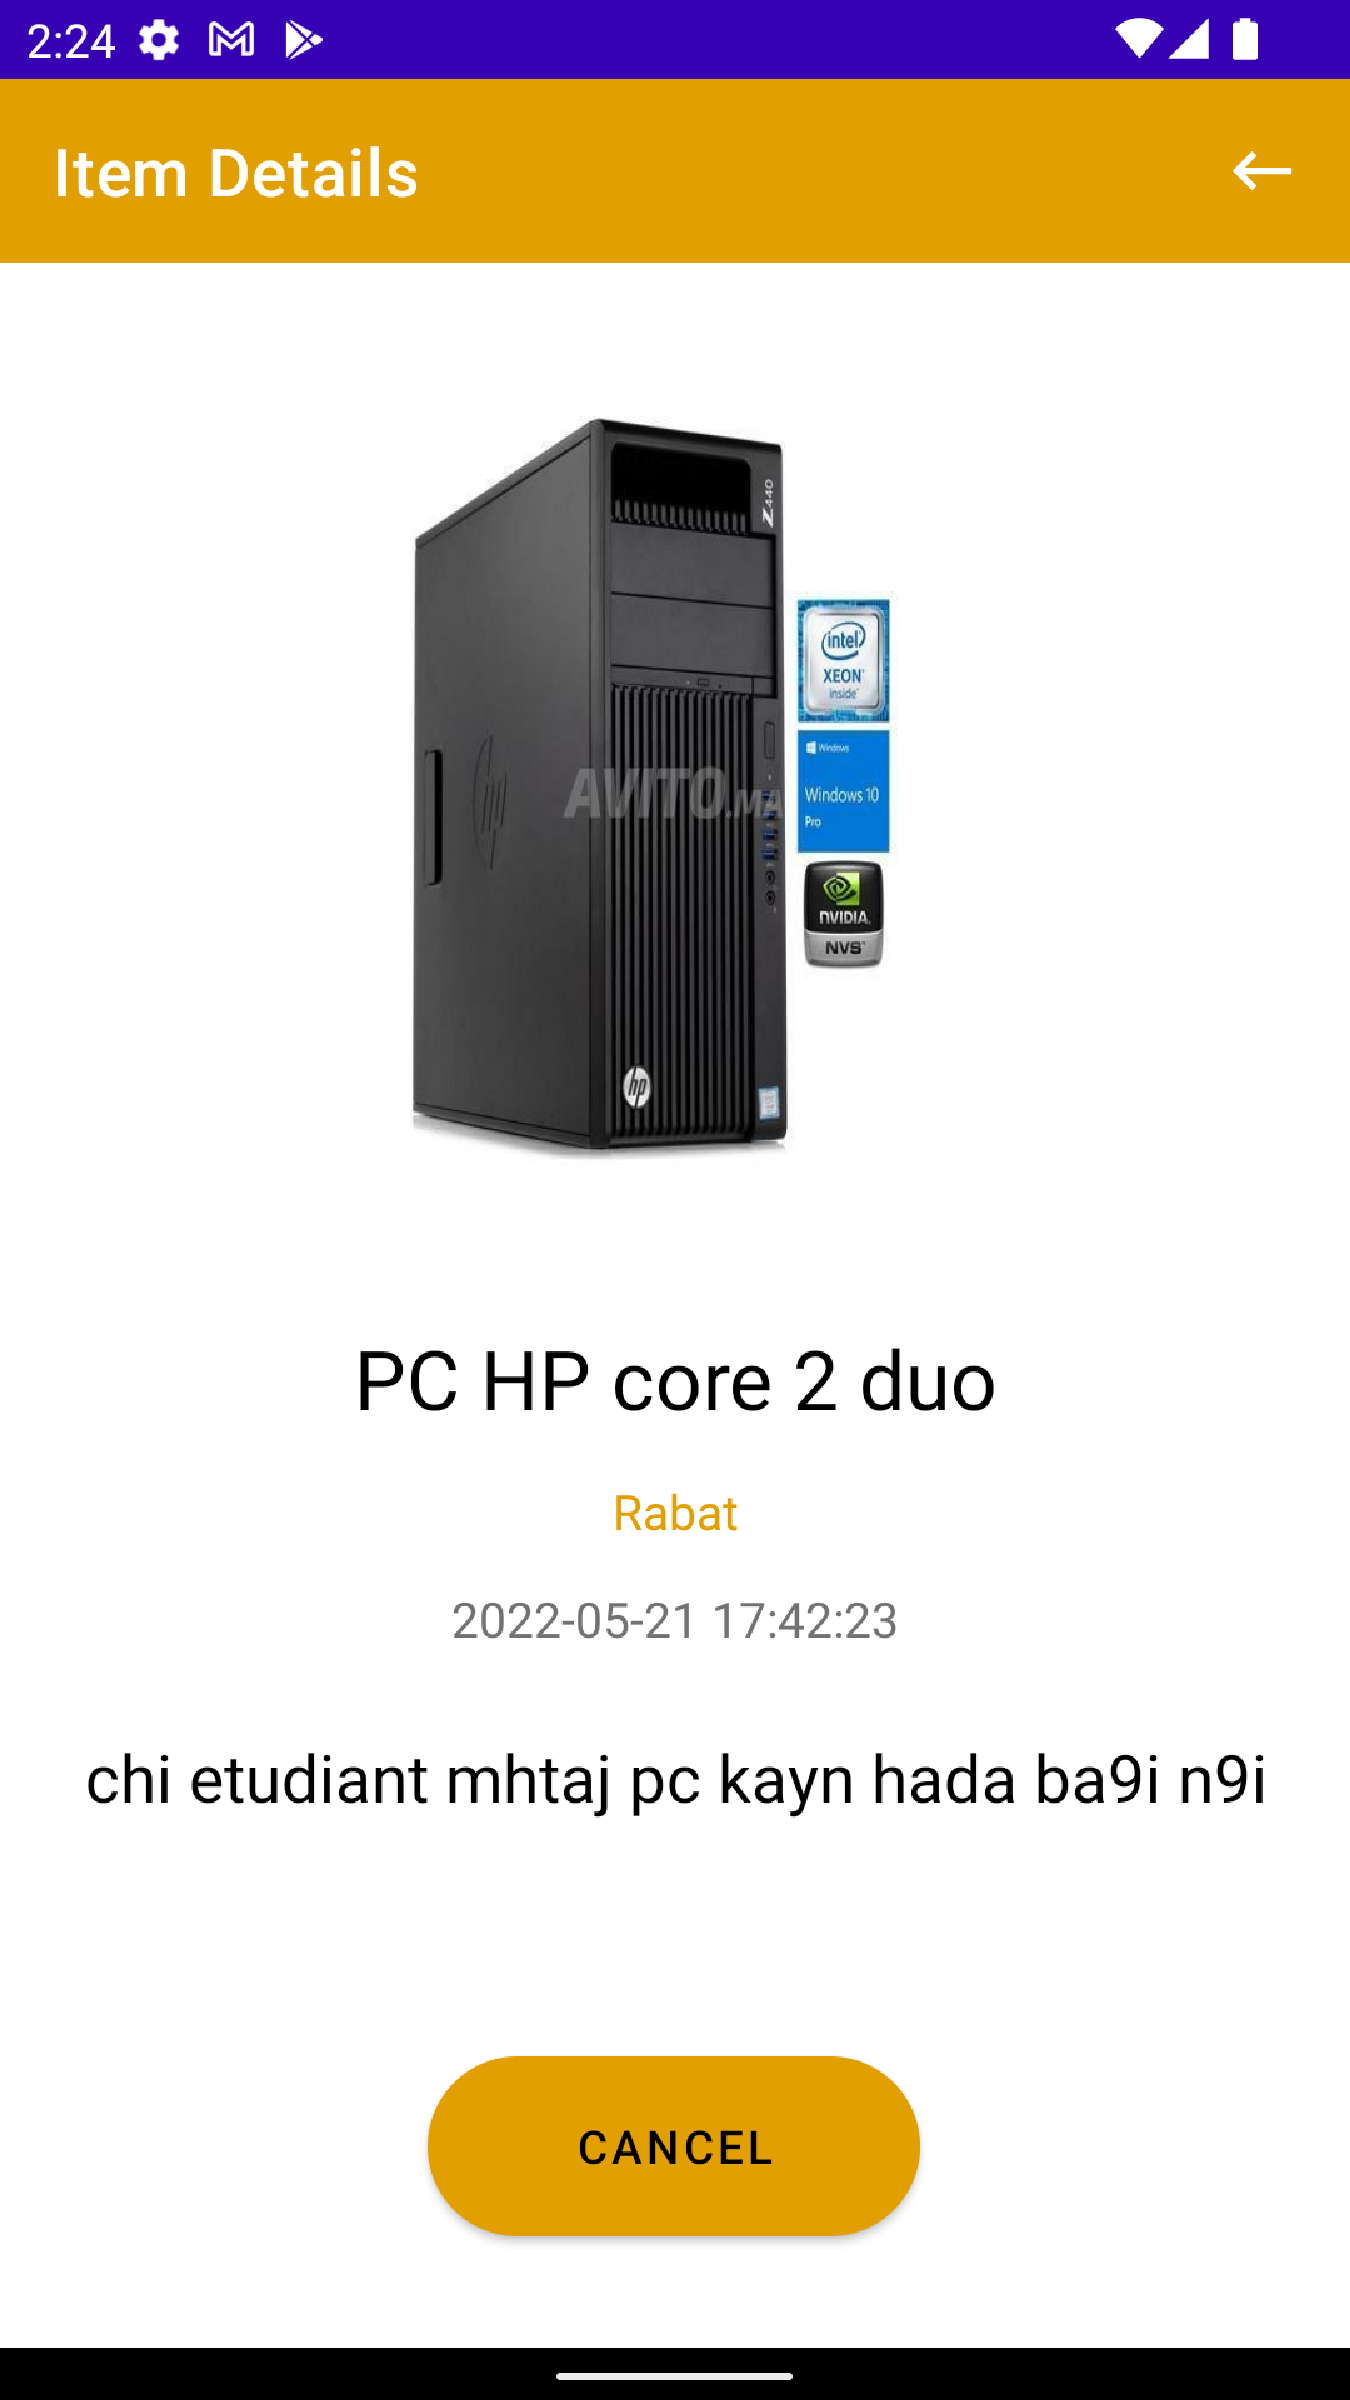 2:24
Item Details
Z440
intel
XEON
inside
Windows
Windows 10
Pro
AVITO.MA
hp
NVIDIA
NVS
hp
PC HP core 2 duo
Rabat
2022-05-21 17:42:23
chi etudiant mhtaj pc kayn hada ba9i n9i
CANCEL